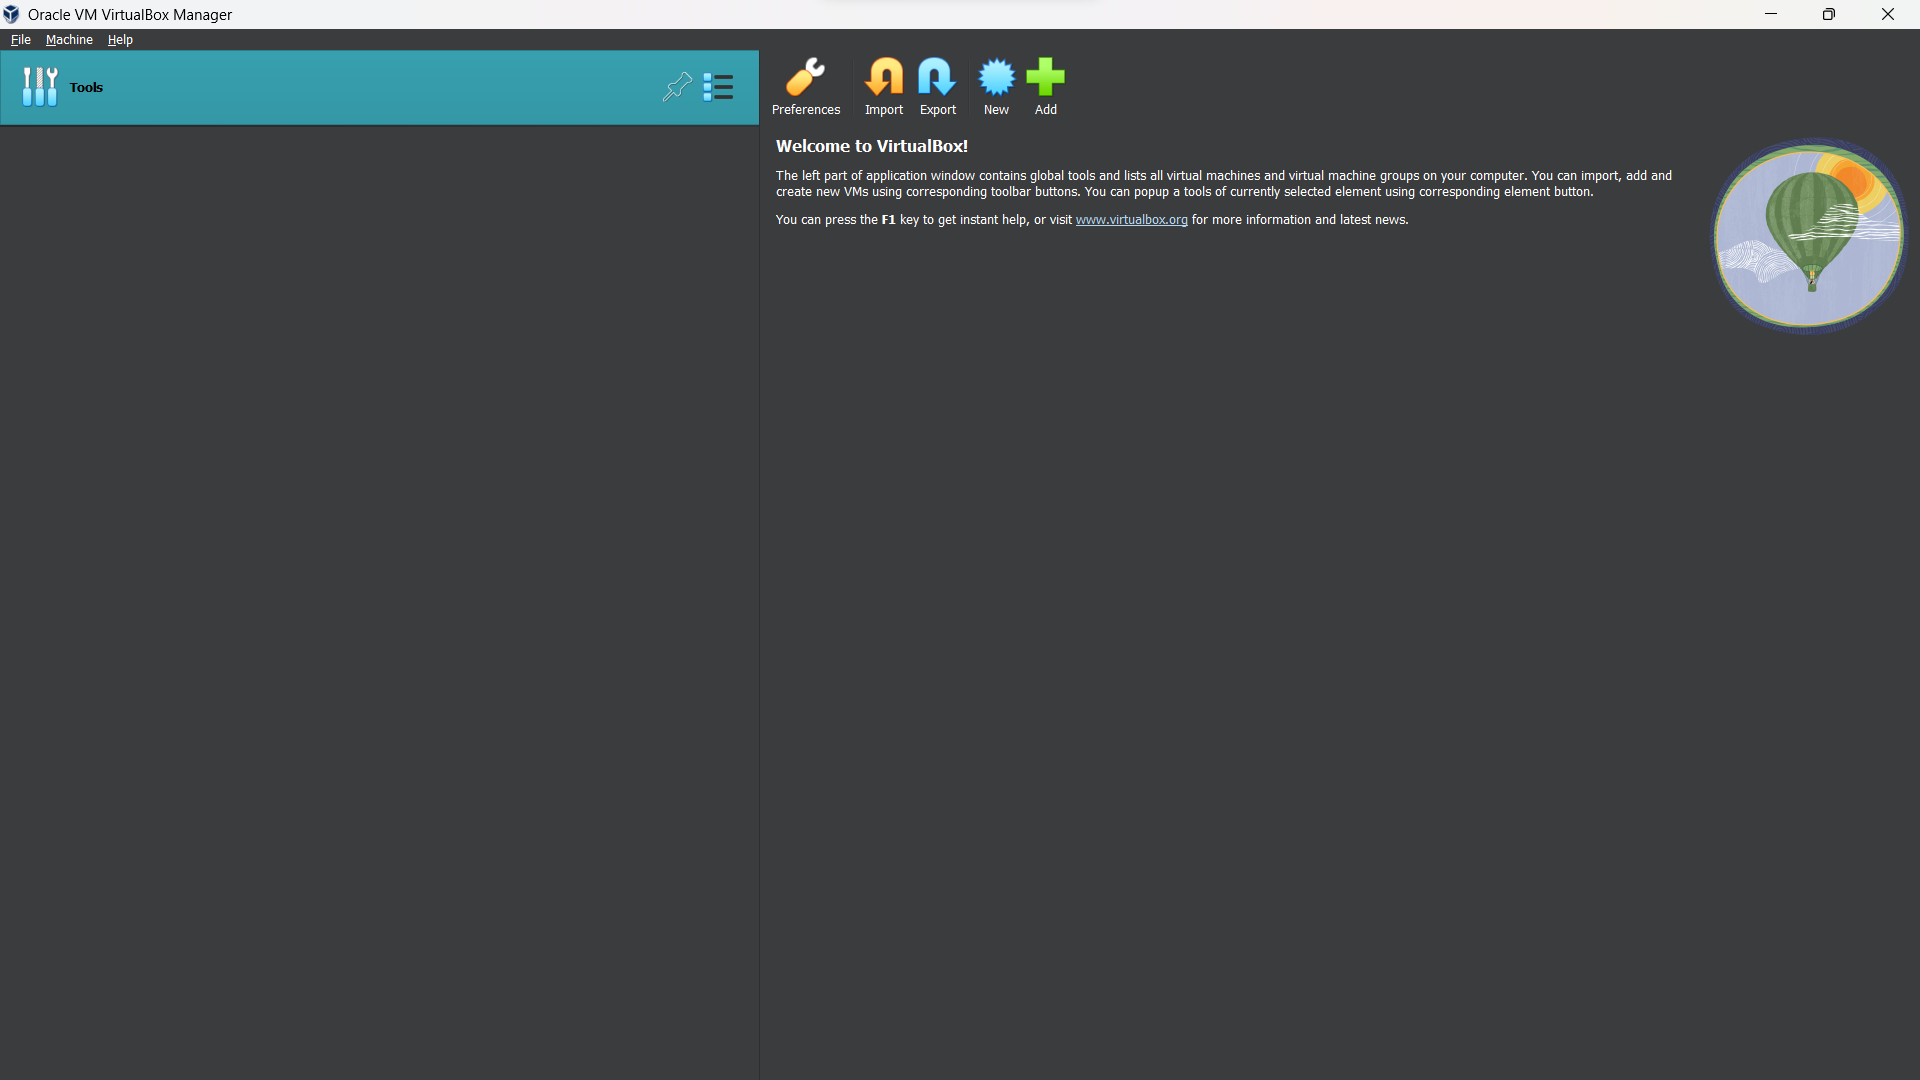 Oracle VM VirtualBox Manager
File Machine Help
Tools
Preferences Import Export New Add
Welcome to VirtualBox!
The left part of application window contains global tools and lists all virtual machines and virtual machine groups on your computer. You can import, add and
create new VMs using corresponding toolbar buttons. You can popup a tools of currently selected element using corresponding element button.
You can press the F1 key to get instant help, or visit www.virtualbox.org for more information and latest news.